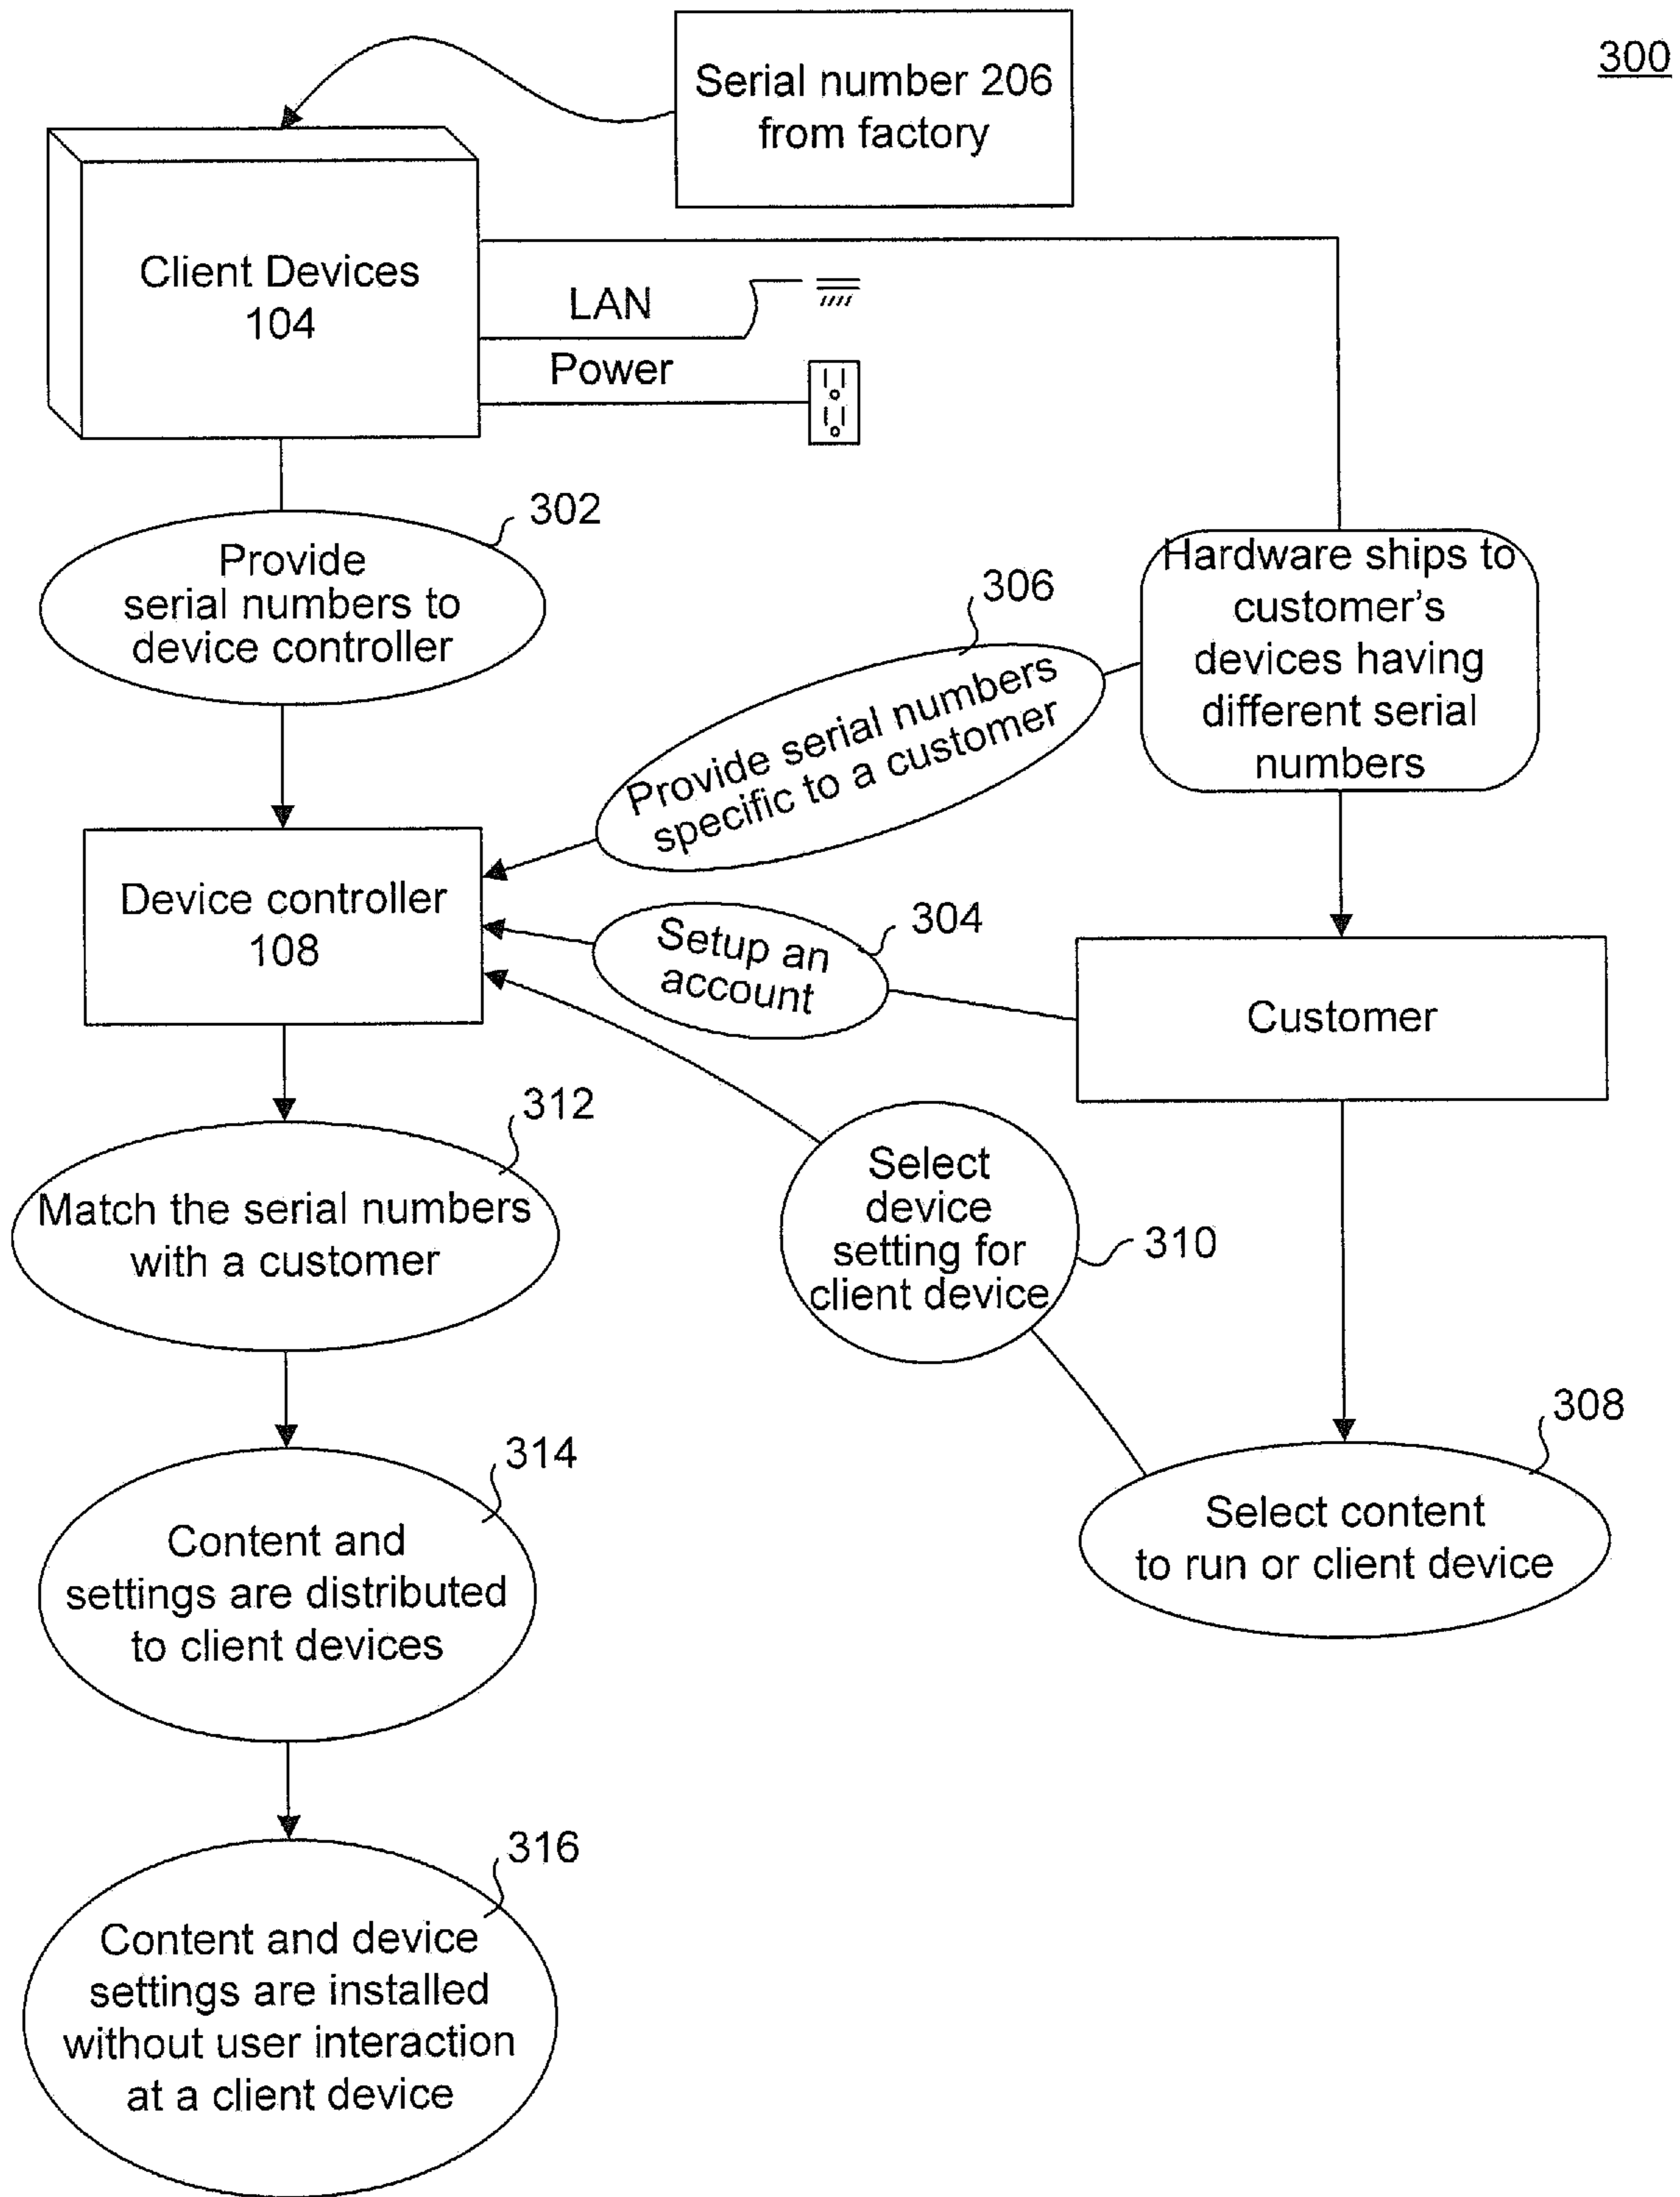 300
Serial number 206
from factory
Client Devices
104
LAN
Power
302
Provide
serial numbers to
device controller
306
Provide serial numbers
specific to a customer
Hardware ships to
customer's
devices having
different serial
numbers
Device controller
108
304
Setup an
account
Customer
312
Match the serial numbers
with a customer
Select
device
setting for
client device
310
308
Select content
to run or client device
314
Content and
settings are distributed
to client devices
316
Content and device
settings are installed
without user interaction
at a client device